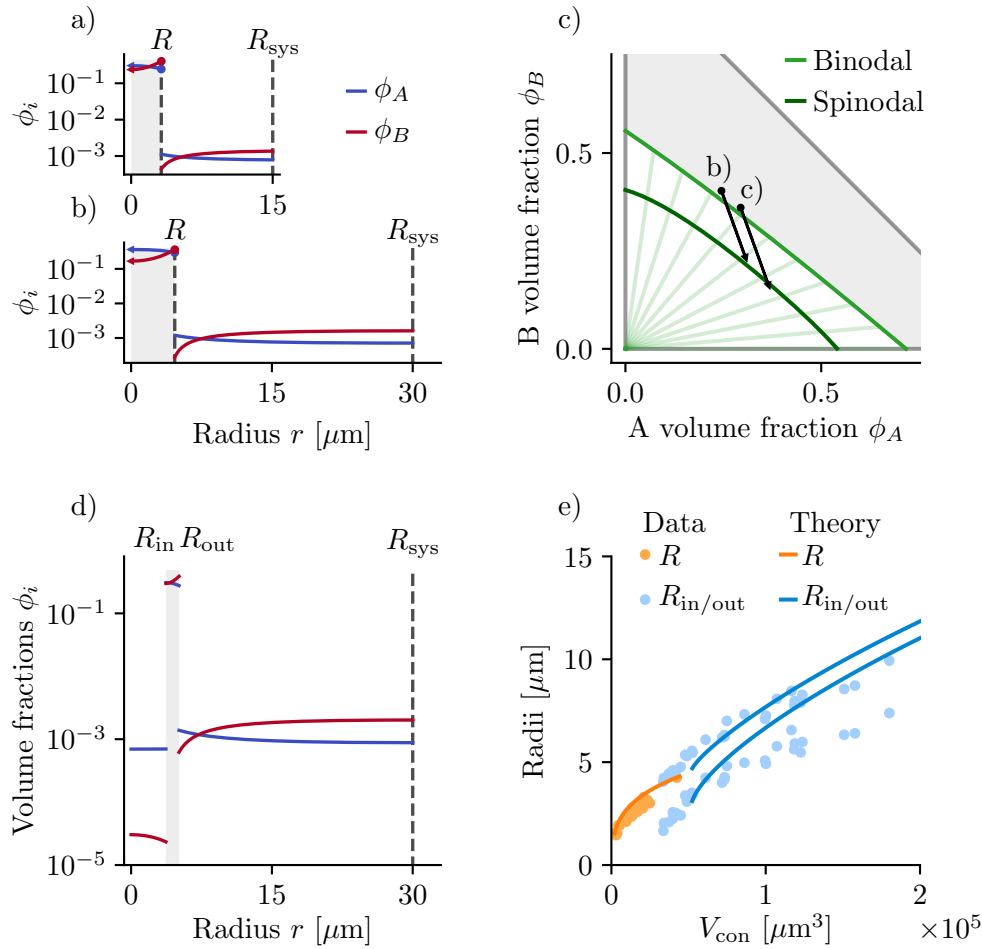 a)
R
R_sys
ϕ_i
10^−1
10^−2
10^−3
0
15
ϕ_A
ϕ_B
b)
R
R_sys
ϕ_i
10^−1
10^−2
10^−3
0
15
30
Radius r [μm]
c)
Binodal
Spinodal
b)
c)
B volume fraction ϕ_B
0.5
0.0
0.0
0.5
A volume fraction ϕ_A
d)
R_in R_out
R_sys
Volume fractions ϕ_i
10^−1
10^−3
10^−5
0
15
30
Radius r [μm]
e)
Data Theory
R R
R_in/out R_in/out
Radii [μm]
15
10
5
0
0
1
2
V_con [μm³]
×10^5